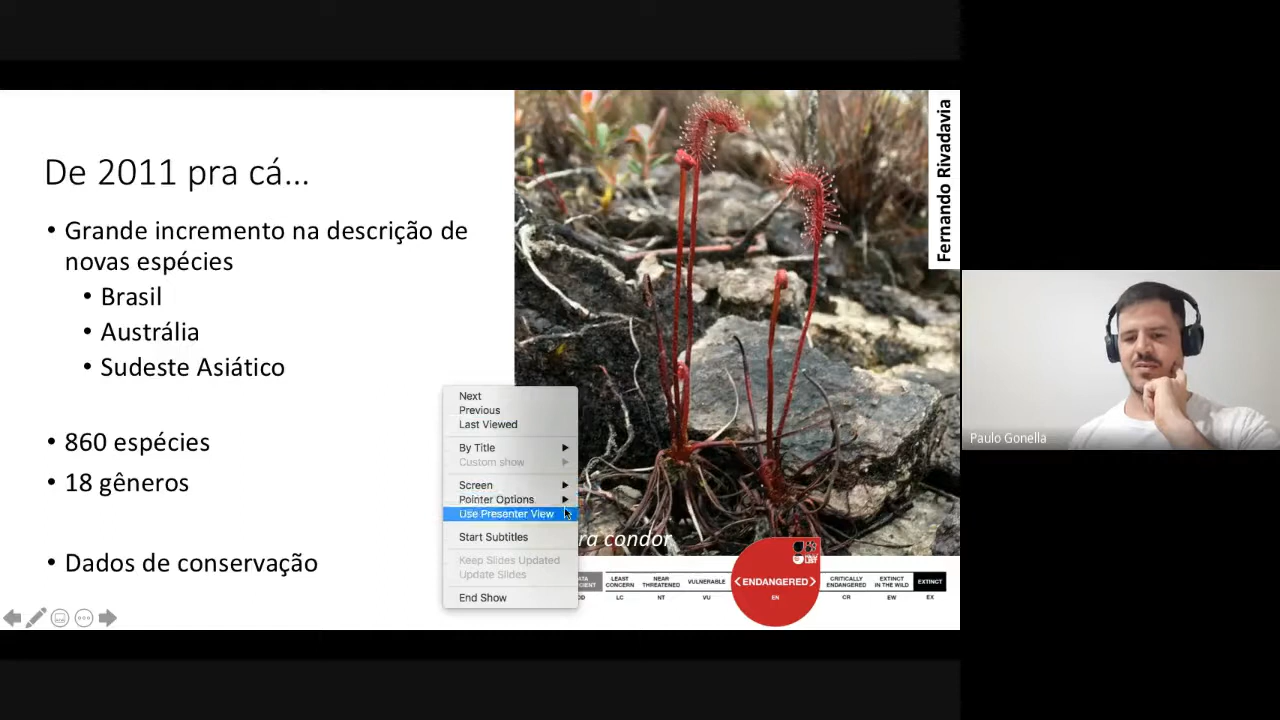 De 2011 pra cá...
• Grande incremento na descrição de
novas espécies
• Brasil
• Austrália
• Sudeste Asiático
• 860 espécies
• 18 gêneros
• Dados de conservação
Next
Previous
Last Viewed
By Title
Custom show
Screen
Pointer Options
Use Presenter View
Start Subtitles
Keep Slides Updated
Update Slides
End Show
Fernando Rivadavia
ra condor
LEAST
CONCERN
LC
NEAR
THREATENED
NT
VULNERABLE
VU
<ENDANGERED>
EN
CRITICALLY
ENDANGERED
CR
EXTINCT
IN THE WILD
EW
EXTINCT
EX
Paulo Gonella